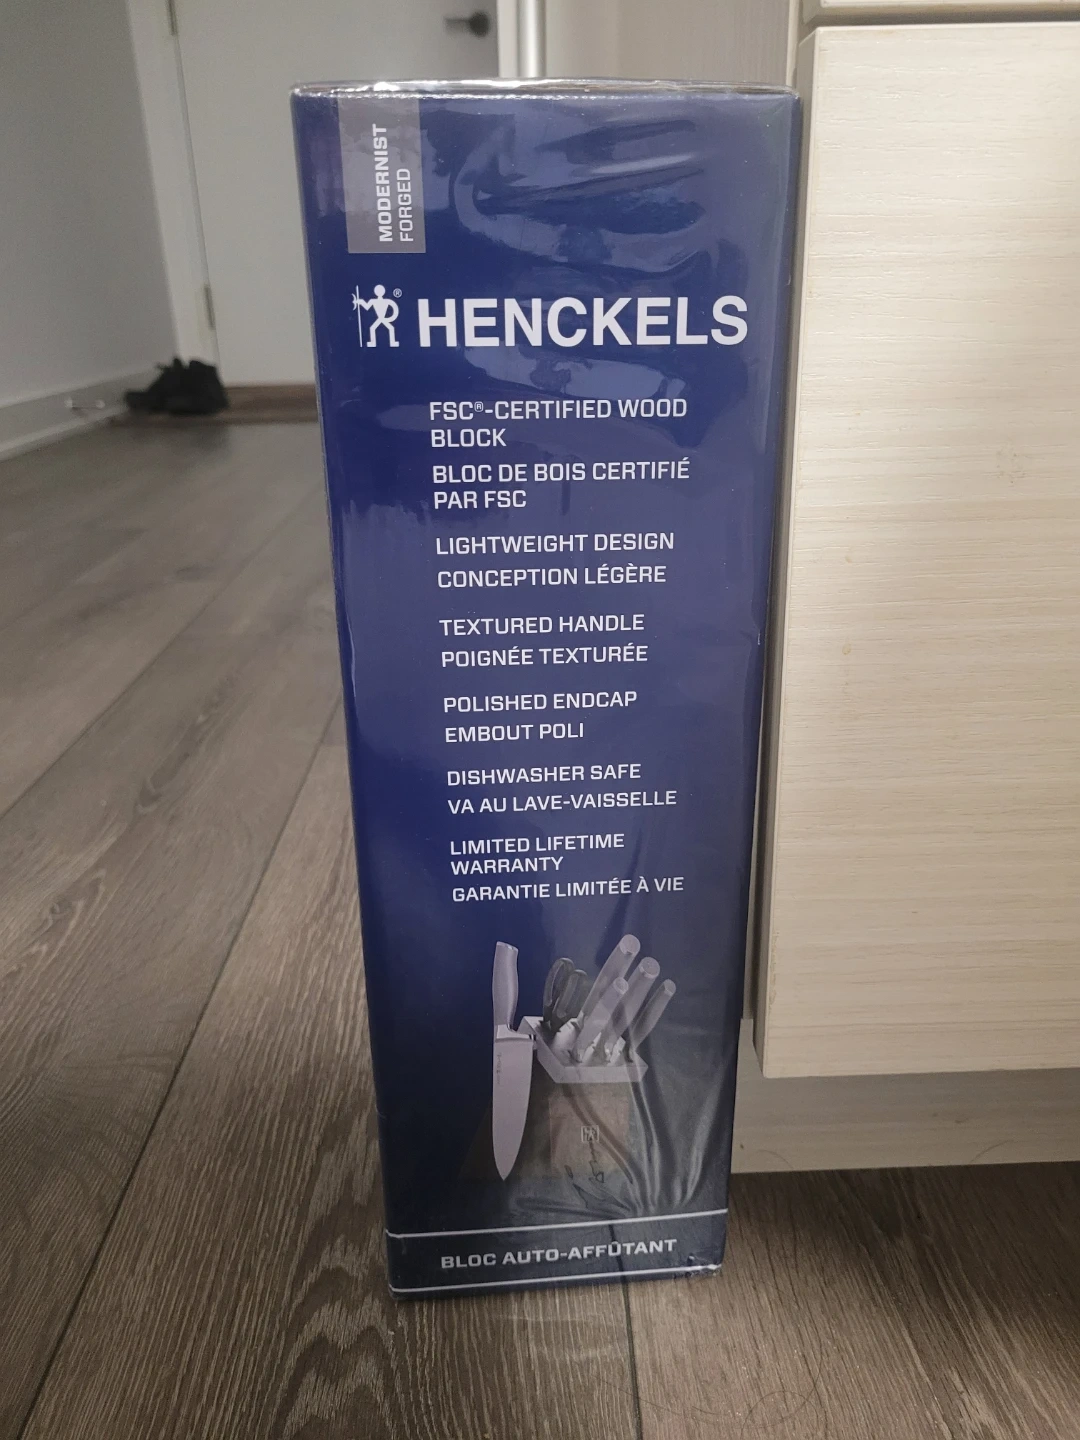 MODERNIST
FORGED
® HENCKELS
FSC®-CERTIFIED WOOD
BLOCK
BLOC DE BOIS CERTIFIÉ
PAR FSC
LIGHTWEIGHT DESIGN
CONCEPTION LÉGÈRE
TEXTURED HANDLE
POIGNÉE TEXTURÉE
POLISHED ENDCAP
EMBOUT POLI
DISHWASHER SAFE
VA AU LAVE-VAISSELLE
LIMITED LIFETIME
WARRANTY
GARANTIE LIMITÉE À VIE
BLOC AUTO-AFFÛTANT